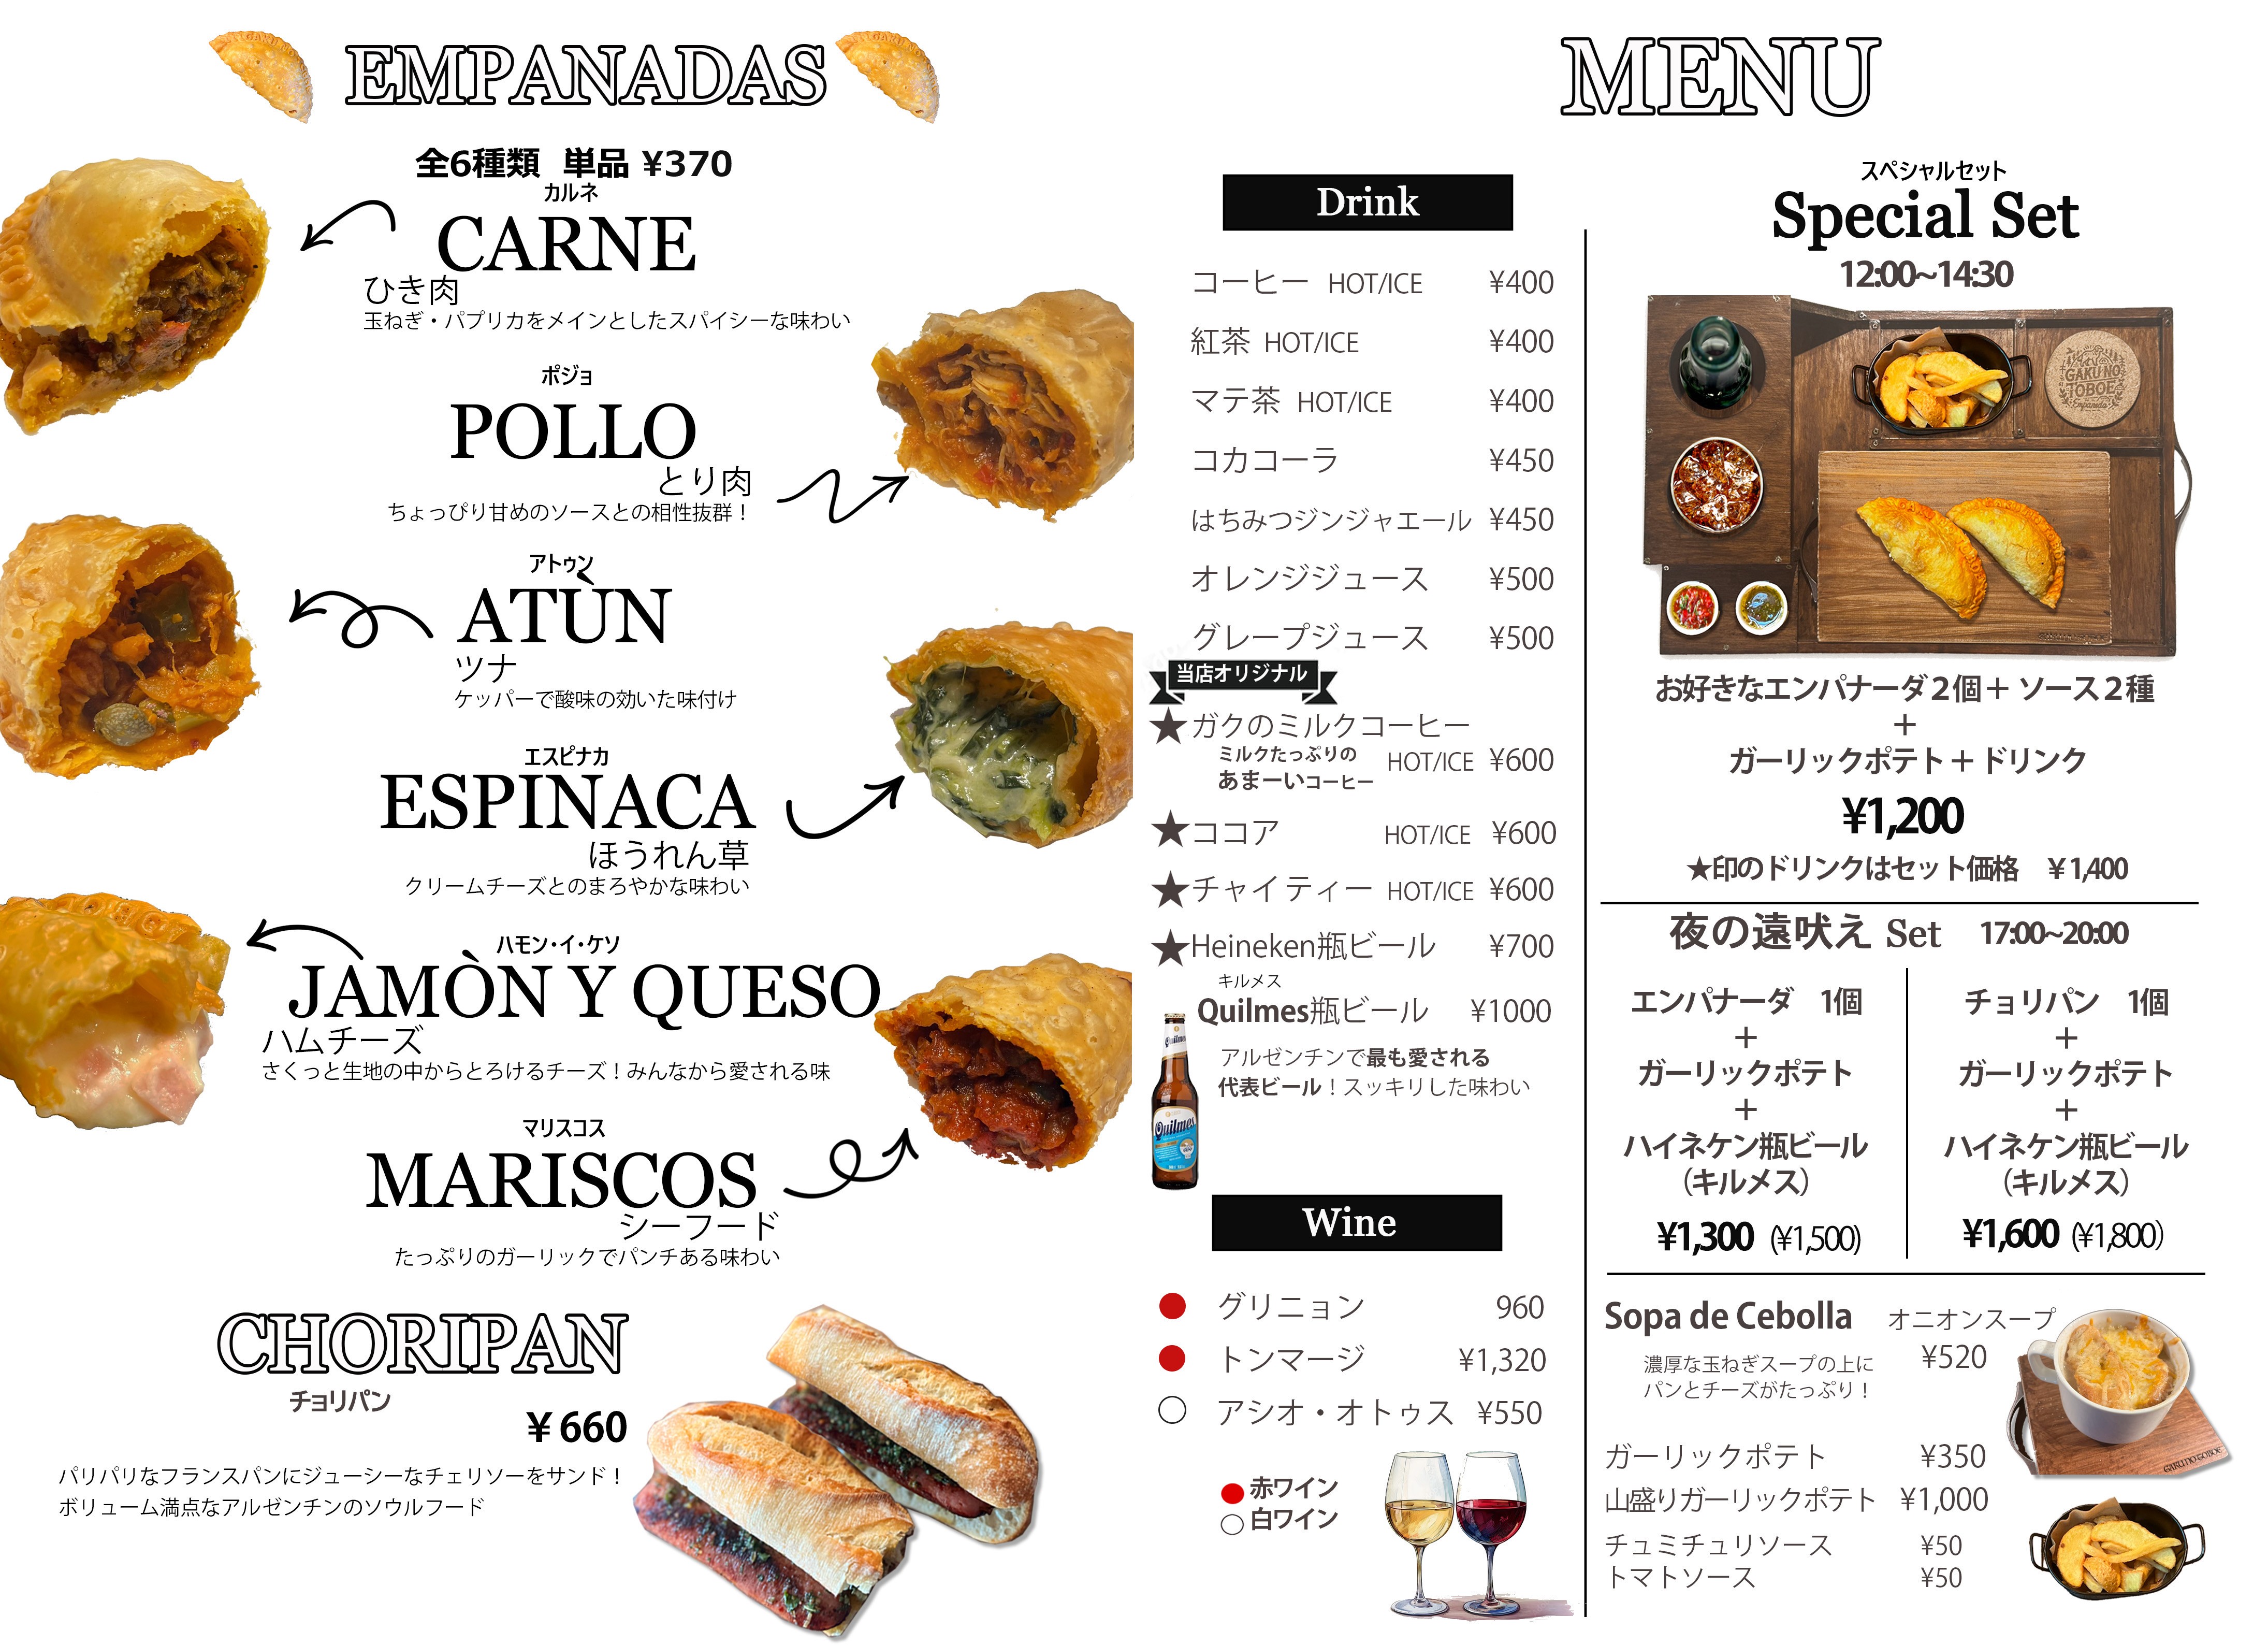 EMPANADAS
全6種類 単品 ¥370
カルネ
CARNE
ひき肉
玉ねぎ・パプリカをメインとしたスパイシーな味わい
ポジョ
POLLO
とり肉
ちょっぴり甘めのソースとの相性抜群！
アトゥン
ATÙN
ツナ
ケッパーで酸味の効いた味付け
エスピナカ
ESPINACA
ほうれん草
クリームチーズとのまろやかな味わい
ハモン・イ・ケソ
JAMÒN Y QUESO
ハムチーズ
さくっと生地の中からとろけるチーズ！みんなから愛される味
マリスコス
MARISCOS
シーフード
たっぷりのガーリックでパンチある味わい
CHORIPAN
チョリパン
¥660
パリパリなフランスパンにジューシーなチェリソーをサンド！
ボリューム満点なアルゼンチンのソウルフード
MENU
Drink
コーヒー HOT/ICE ¥400
紅茶 HOT/ICE ¥400
マテ茶 HOT/ICE ¥400
コカコーラ ¥450
はちみつジンジャエール ¥450
オレンジジュース ¥500
グレープジュース ¥500
当店オリジナル
★ガクのミルクコーヒー
ミルクたっぷりの
あまーいコーヒー HOT/ICE ¥600
★ココア HOT/ICE ¥600
★チャイティー HOT/ICE ¥600
★Heineken瓶ビール ¥700
キルメス
Quilmes瓶ビール ¥1000
アルゼンチンで最も愛される
代表ビール！スッキリした味わい
Quilmes
Wine
● グリニョン 960
● トンマージ ¥1,320
○ アシオ・オトゥス ¥550
● 赤ワイン
○ 白ワイン
スペシャルセット
Special Set
12:00~14:30
GAKU NO
TOBOE
Empanada
お好きなエンパナーダ２個＋ ソース２種
＋
ガーリックポテト＋ドリンク
¥1,200
★印のドリンクはセット価格 ¥1,400
夜の遠吠え Set 17:00~20:00
エンパナーダ 1個
＋
ガーリックポテト
＋
ハイネケン瓶ビール
（キルメス）
¥1,300 (¥1,500)
チョリパン 1個
＋
ガーリックポテト
＋
ハイネケン瓶ビール
（キルメス）
¥1,600 (¥1,800)
Sopa de Cebolla オニオンスープ
¥520
濃厚な玉ねぎスープの上に
パンとチーズがたっぷり！
GAKU NO TOBOE
ガーリックポテト ¥350
山盛りガーリックポテト ¥1,000
チュミチュリソース ¥50
トマトソース ¥50